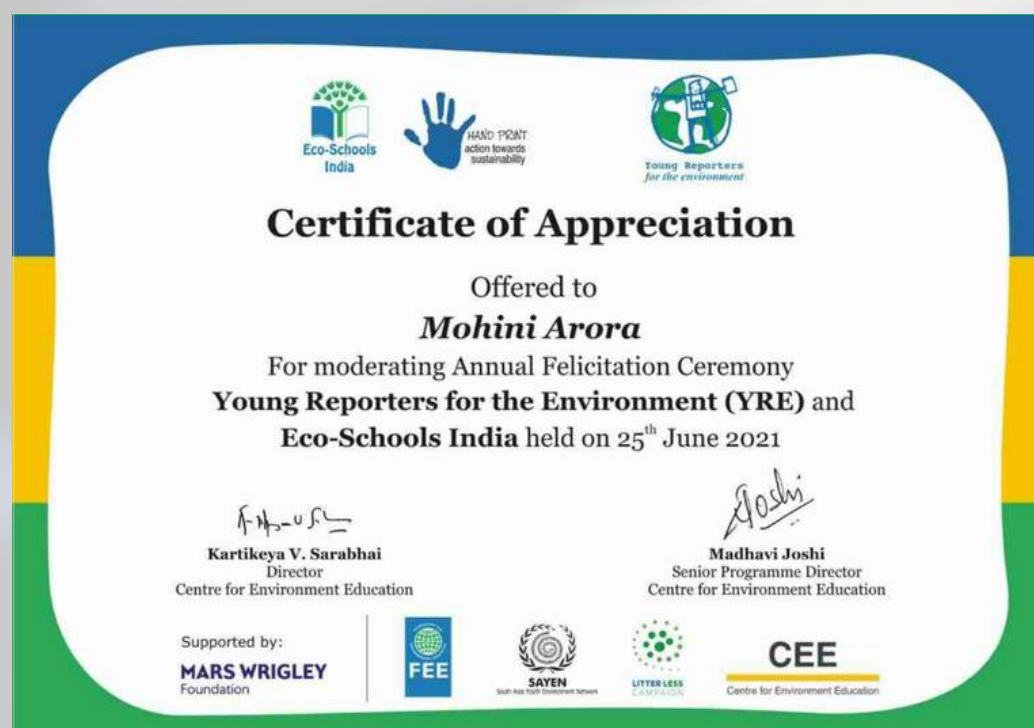 Eco-Schools
India
HAND PRINT
action towards
sustainability
Young Reporters
for the environment
Certificate of Appreciation
Offered to
Mohini Arora
For moderating Annual Felicitation Ceremony
Young Reporters for the Environment (YRE) and
Eco-Schools India held on 25th June 2021
Joshi
Kartikeya V. Sarabhai
Director
Centre for Environment Education
Madhavi Joshi
Senior Programme Director
Centre for Environment Education
Supported by:
MARS WRIGLEY
Foundation
FEE
SAYEN
South Asia Youth Environment Network
LITTER LESS
CAMPAIGN
CEE
Centre for Environment Education